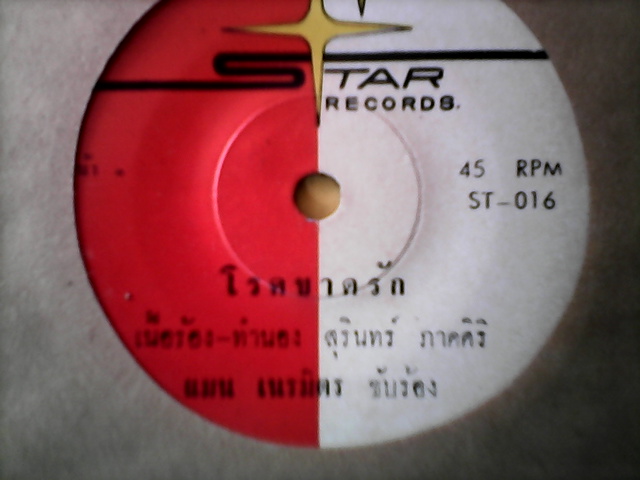 STAR
RECORDS.
45 RPM
ST-016
โรคขาดรัก
เนื้อร้อง-ทำนอง สุรินทร์ ภาคศิริ
แมน เนรมิตร ขับร้อง